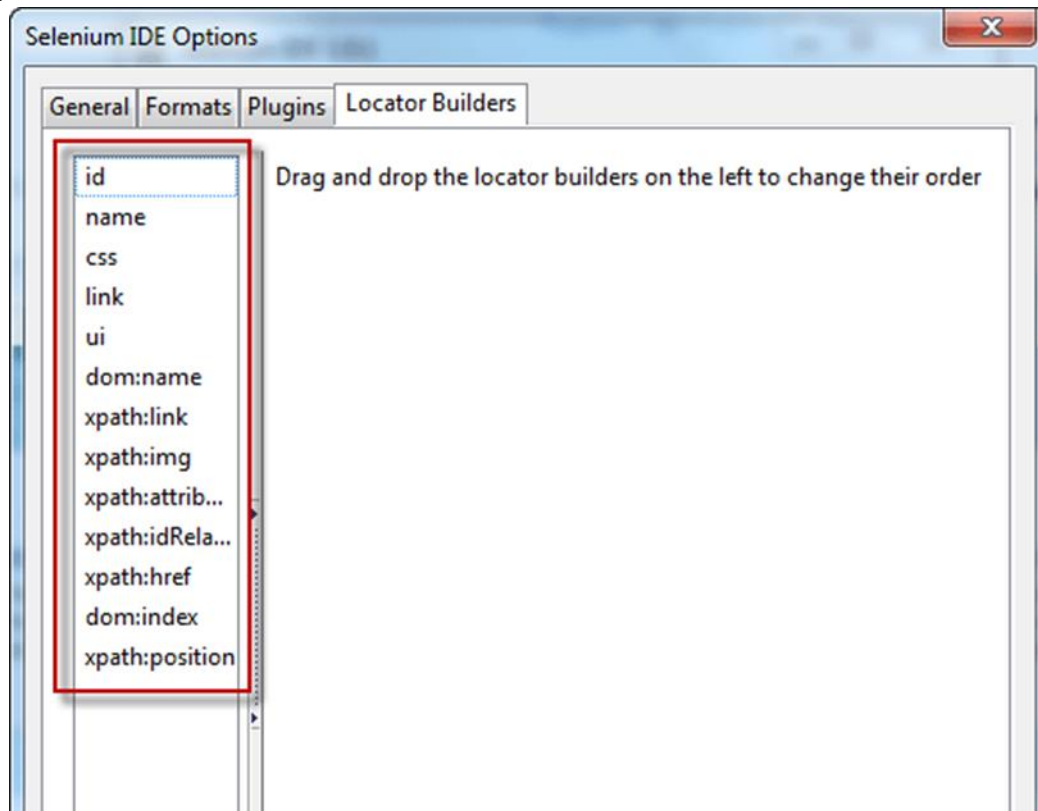 Selenium IDE Options
General Formats Plugins Locator Builders
id
Drag and drop the locator builders on the left to change their order
name
css
link
ui
dom:name
xpath:link
xpath:img
xpath:attrib...
xpath:idRela...
xpath:href
dom:index
xpath:position